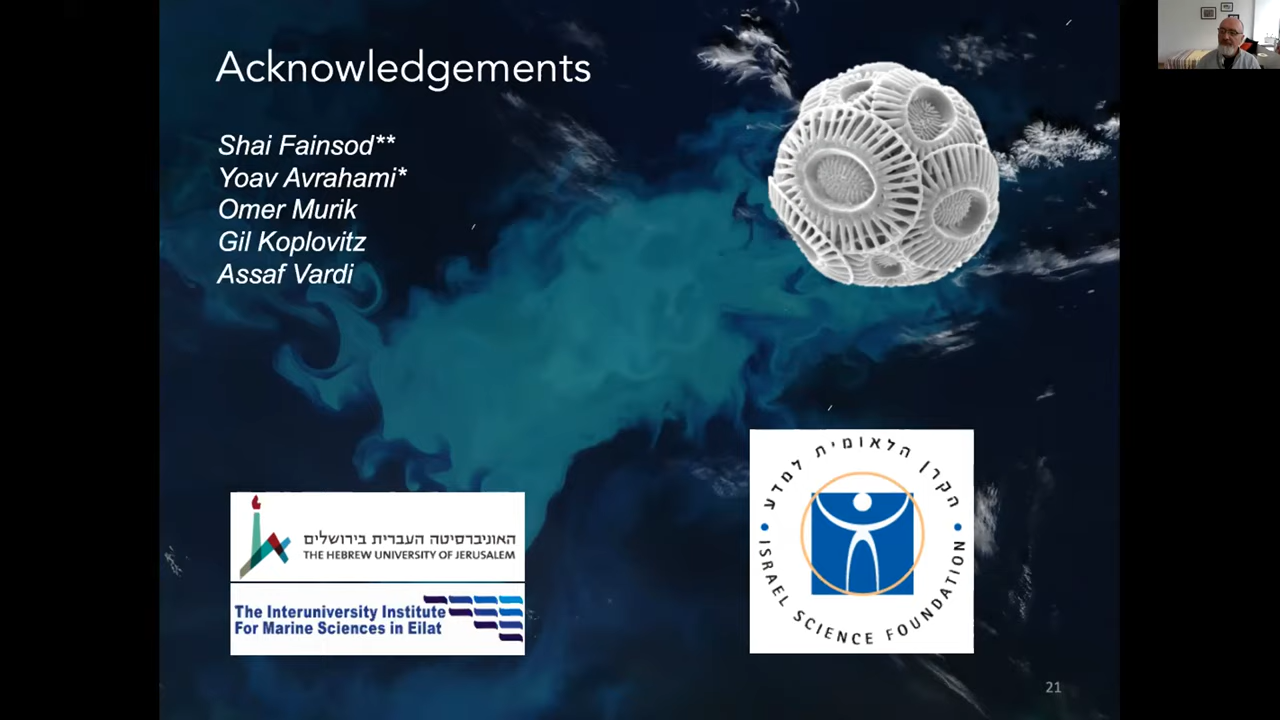 Acknowledgements
Shai Fainsod**
Yoav Avrahami*
Omer Murik
Gil Koplovitz
Assaf Vardi
האוניברסיטה העברית בירושלים
THE HEBREW UNIVERSITY OF JERUSALEM
The Interuniversity Institute
For Marine Sciences in Eilat
הקרן הלאומית למדע
• ISRAEL SCIENCE FOUNDATION •
21